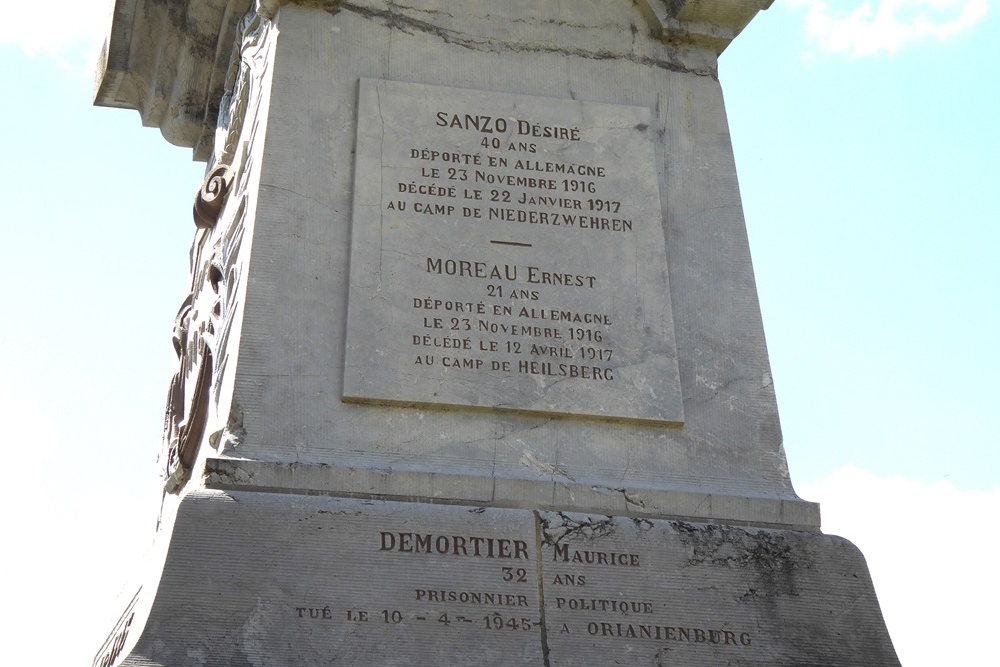 SANZO DÉSIRÉ
40 ANS
DÉPORTÉ EN ALLEMAGNE
LE 23 NOVEMBRE 1916
DÉCÉDÉ LE 22 JANVIER 1917
AU CAMP DE NIEDERZWEHREN
MOREAU ERNEST
21 ANS
DÉPORTÉ EN ALLEMAGNE
LE 23 NOVEMBRE 1916
DÉCÉDÉ LE 12 AVRIL 1917
AU CAMP DE HEILSBERG
DEMORTIER MAURICE
32 ANS
PRISONNIER POLITIQUE
TUÉ LE 10 - 4 - 1945 - A ORIANIENBURG